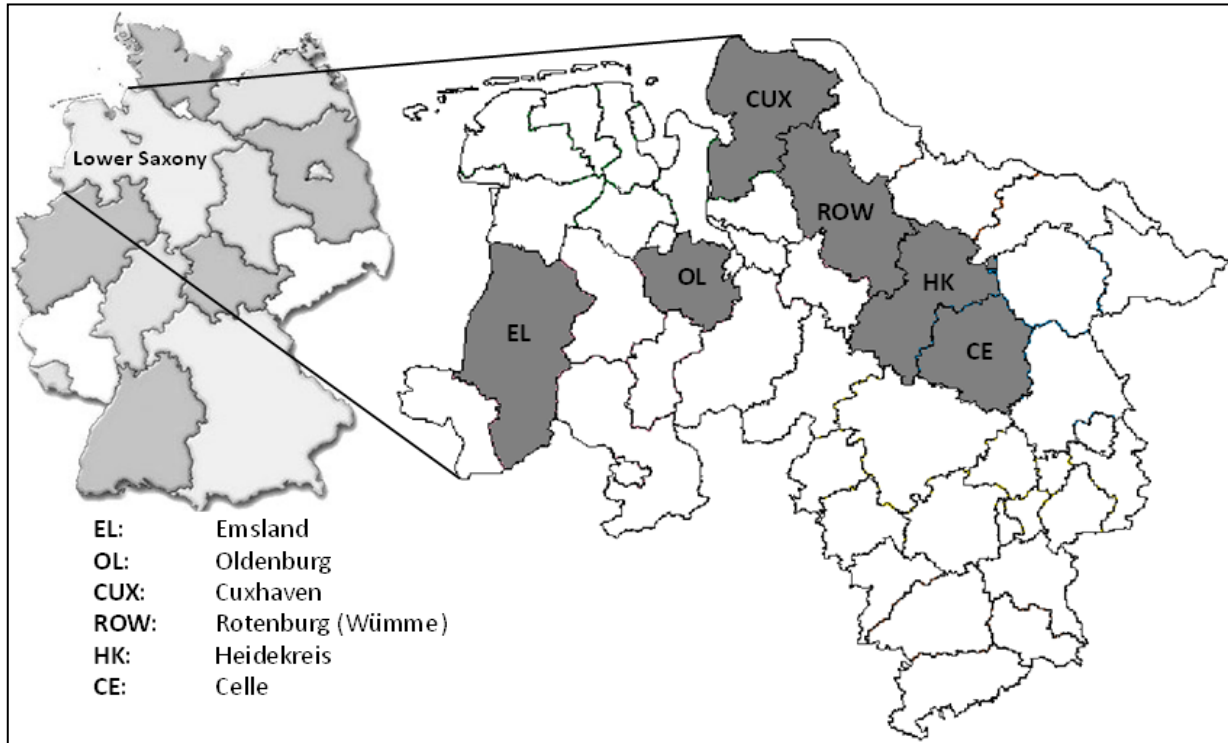 Lower Saxony
CUX
ROW
OL
HK
EL
CE
EL: Emsland
OL: Oldenburg
CUX: Cuxhaven
ROW: Rotenburg (Wümme)
HK: Heidekreis
CE: Celle